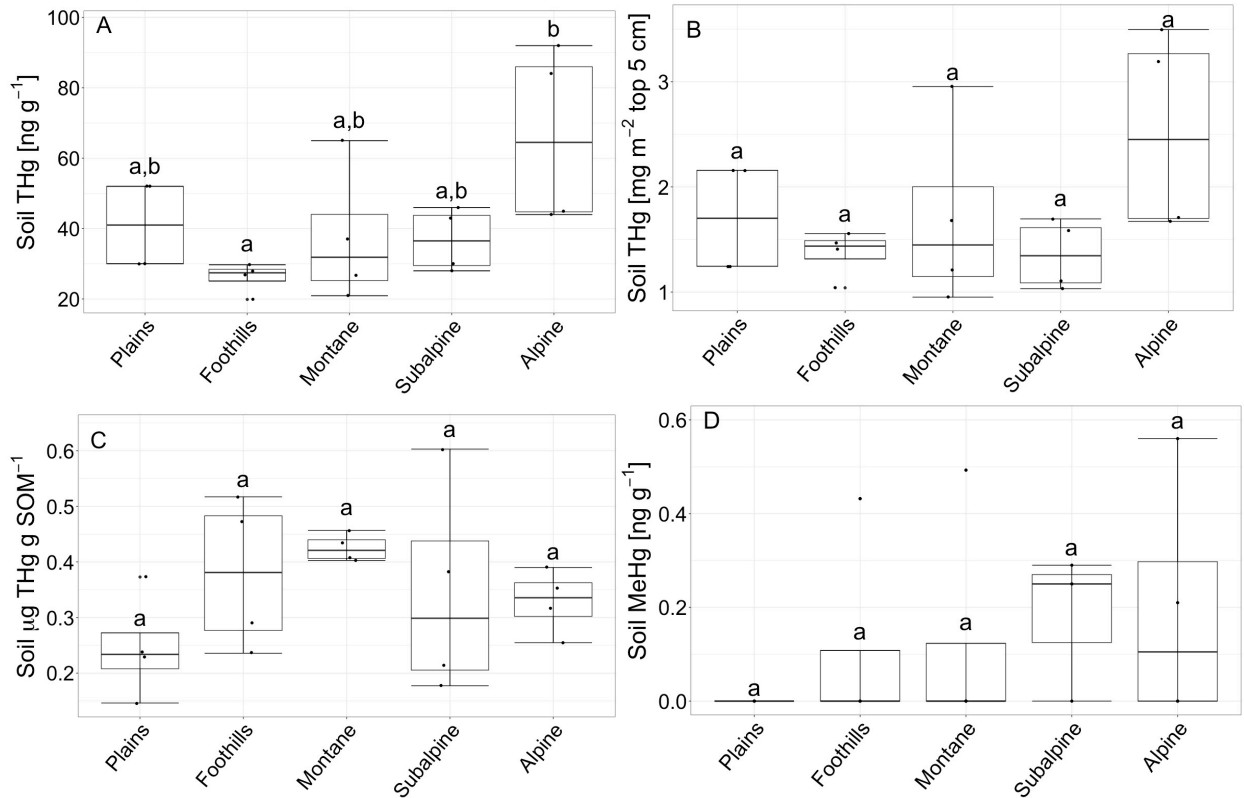 A
Soil THg [ng g⁻¹]
100
80
60
40
20
a,b
a
a,b
a,b
b
Plains
Foothills
Montane
Subalpine
Alpine
B
Soil THg [mg m⁻² top 5 cm]
3
2
1
a
a
a
a
a
Plains
Foothills
Montane
Subalpine
Alpine
C
Soil µg THg g SOM⁻¹
0.6
0.5
0.4
0.3
0.2
a
a
a
a
a
Plains
Foothills
Montane
Subalpine
Alpine
D
Soil MeHg [ng g⁻¹]
0.6
0.4
0.2
0.0
a
a
a
a
a
Plains
Foothills
Montane
Subalpine
Alpine